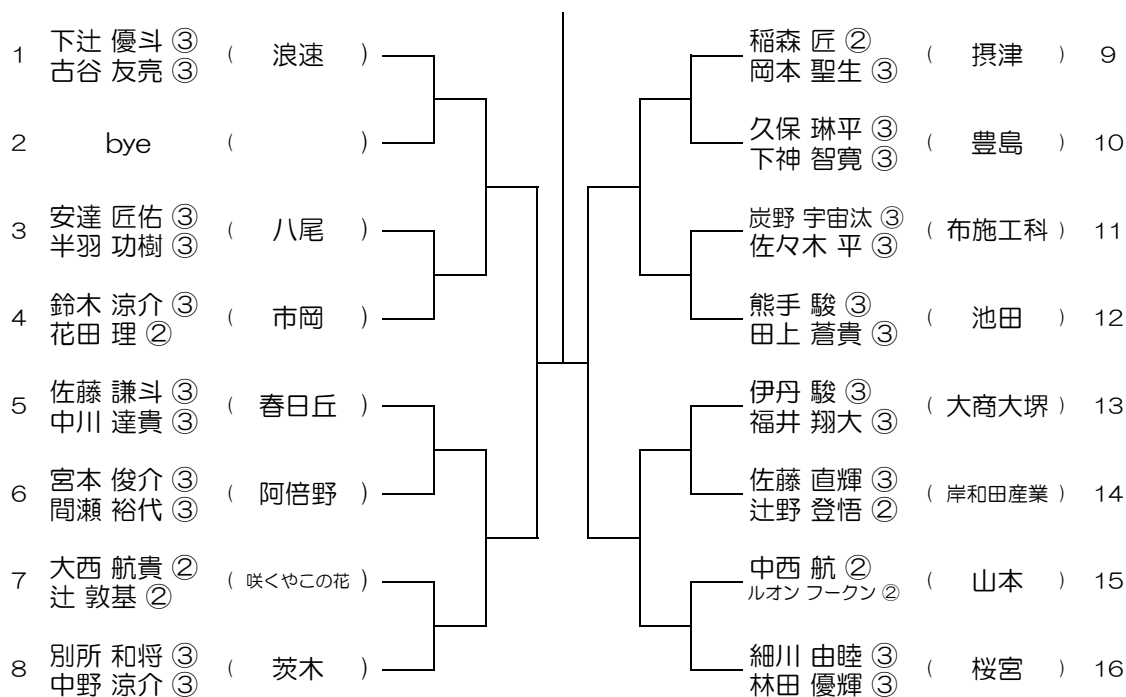 1 下辻 優斗 ③ ( 浪速 )
古谷 友亮 ③
2 bye ( )
3 安達 匠佑 ③ ( 八尾 )
半羽 功樹 ③
4 鈴木 涼介 ③ ( 市岡 )
花田 理 ②
5 佐藤 謙斗 ③ ( 春日丘 )
中川 達貴 ③
6 宮本 俊介 ③ ( 阿倍野 )
間瀬 裕代 ③
7 大西 航貴 ② ( 咲くやこの花 )
辻 敦基 ②
8 別所 和将 ③ ( 茨木 )
中野 涼介 ③
稲森 匠 ② ( 摂津 ) 9
岡本 聖生 ③
久保 琳平 ③ ( 豊島 ) 10
下神 智寛 ③
炭野 宇宙汰 ③ ( 布施工科 ) 11
佐々木 平 ③
熊手 駿 ③ ( 池田 ) 12
田上 蒼貴 ③
伊丹 駿 ③ ( 大商大堺 ) 13
福井 翔大 ③
佐藤 直輝 ③ ( 岸和田産業 ) 14
辻野 登悟 ②
中西 航 ② ( 山本 ) 15
ルオン フークン ②
細川 由睦 ③ ( 桜宮 ) 16
林田 優輝 ③